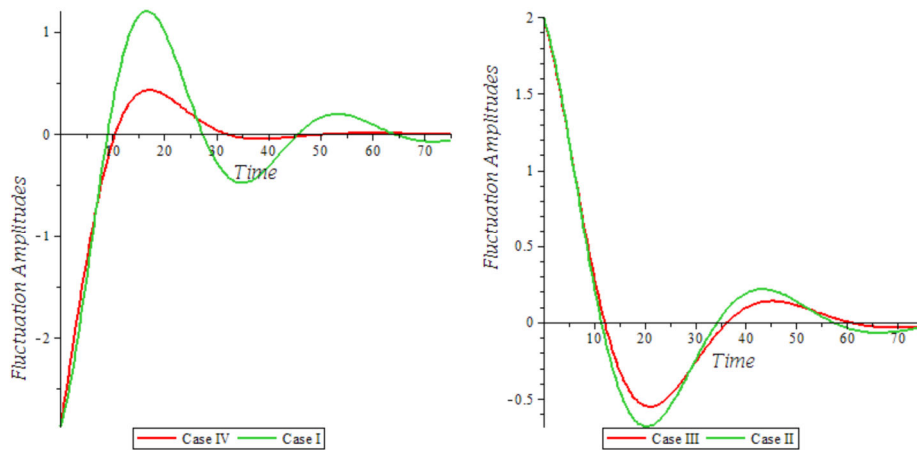 1
0
-1
-2
10 20 30 40 50 60 70
Time
Fluctuation Amplitudes
Case IV Case I
2
1.5
1
0.5
0
-0.5
10 20 30 40 50 60 70
Time
Fluctuation Amplitudes
Case III Case II